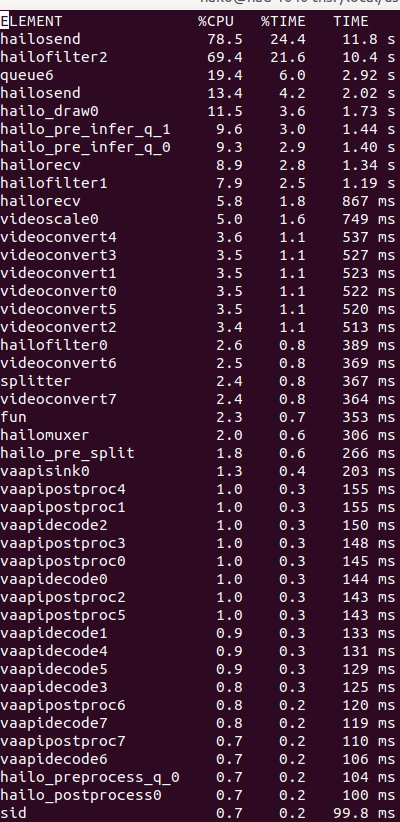 ELEMENT %CPU %TIME TIME
hailosend 78.5 24.4 11.8 s
hailofilter2 69.4 21.6 10.4 s
queue6 19.4 6.0 2.92 s
hailosend 13.4 4.2 2.02 s
hailo_draw0 11.5 3.6 1.73 s
hailo_pre_infer_q_1 9.6 3.0 1.44 s
hailo_pre_infer_q_0 9.3 2.9 1.40 s
hailorecv 8.9 2.8 1.34 s
hailofilter1 7.9 2.5 1.19 s
hailorecv 5.8 1.8 867 ms
videoscale0 5.0 1.6 749 ms
videoconvert4 3.6 1.1 537 ms
videoconvert3 3.5 1.1 527 ms
videoconvert1 3.5 1.1 523 ms
videoconvert0 3.5 1.1 522 ms
videoconvert5 3.5 1.1 520 ms
videoconvert2 3.4 1.1 513 ms
hailofilter0 2.6 0.8 389 ms
videoconvert6 2.5 0.8 369 ms
splitter 2.4 0.8 367 ms
videoconvert7 2.4 0.8 364 ms
fun 2.3 0.7 353 ms
hailomuxer 2.0 0.6 306 ms
hailo_pre_split 1.8 0.6 266 ms
vaapisink0 1.3 0.4 203 ms
vaapipostproc4 1.0 0.3 155 ms
vaapipostproc1 1.0 0.3 155 ms
vaapidecode2 1.0 0.3 150 ms
vaapipostproc3 1.0 0.3 148 ms
vaapipostproc0 1.0 0.3 145 ms
vaapidecode0 1.0 0.3 144 ms
vaapipostproc2 1.0 0.3 143 ms
vaapipostproc5 1.0 0.3 143 ms
vaapidecode1 0.9 0.3 133 ms
vaapidecode4 0.9 0.3 131 ms
vaapidecode5 0.9 0.3 129 ms
vaapidecode3 0.8 0.3 125 ms
vaapipostproc6 0.8 0.2 120 ms
vaapidecode7 0.8 0.2 119 ms
vaapipostproc7 0.7 0.2 110 ms
vaapidecode6 0.7 0.2 106 ms
hailo_preprocess_q_0 0.7 0.2 104 ms
hailo_postprocess0 0.7 0.2 100 ms
sid 0.7 0.2 99.8 ms